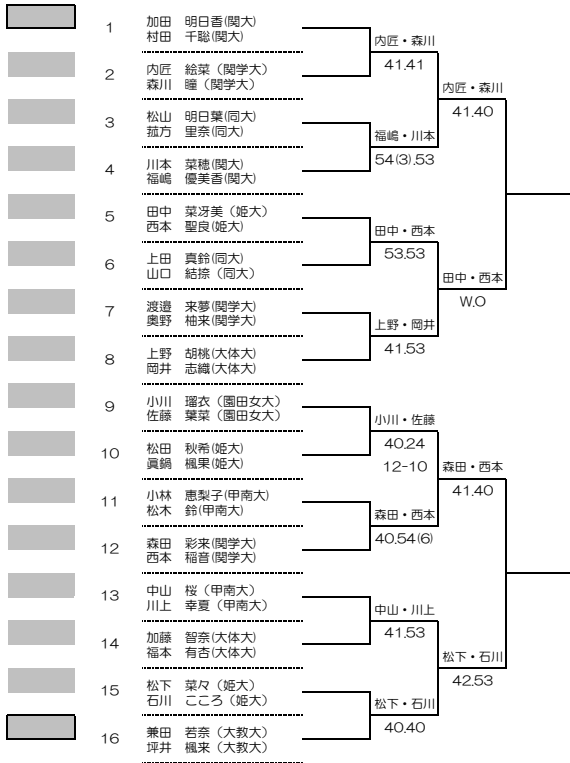 1 加田 明日香(関大)
村田 千聡(関大)
内匠・森川
41.41
2 内匠 絵菜(関学大)
森川 瞳(関学大)
内匠・森川
41.40
3 松山 明日葉(同大)
菰方 里奈(同大)
福嶋・川本
54(3).53
4 川本 菜穂(関大)
福嶋 優美香(関大)
5 田中 菜冴美(姫大)
西本 聖良(姫大)
田中・西本
53.53
6 上田 真鈴(同大)
山口 結捺(同大)
田中・西本
W.O
7 渡邉 来夢(関学大)
奥野 柚来(関学大)
上野・岡井
41.53
8 上野 胡桃(大体大)
岡井 志織(大体大)
9 小川 瑠衣(園田女大)
佐藤 葉菜(園田女大)
小川・佐藤
40.24
12-10
10 松田 秋希(姫大)
眞鍋 楓果(姫大)
森田・西本
41.40
11 小林 恵梨子(甲南大)
松木 鈴(甲南大)
森田・西本
40.54(6)
12 森田 彩来(関学大)
西本 稲音(関学大)
13 中山 桜(甲南大)
川上 幸夏(甲南大)
中山・川上
41.53
14 加藤 智奈(大体大)
福本 有杏(大体大)
松下・石川
42.53
15 松下 菜々(姫大)
石川 こころ(姫大)
松下・石川
40.40
16 兼田 若奈(大教大)
坪井 楓来(大教大)